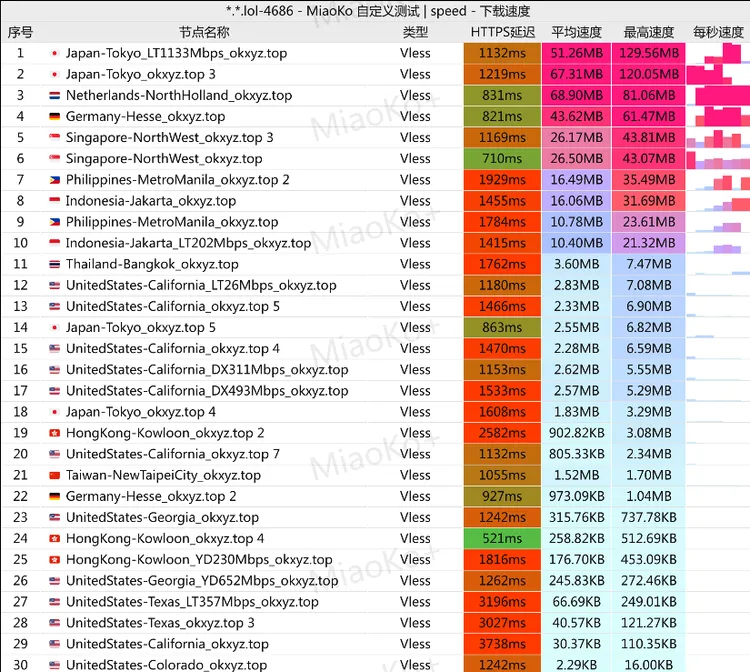 *.*.lol-4686 - MiaoKo 自定义测试 | speed - 下载速度
序号 节点名称 类型 HTTPS延迟 平均速度 最高速度 每秒速度
1 Japan-Tokyo_LT1133Mbps_okxyz.top Vless 1132ms 51.26MB 129.56MB
2 Japan-Tokyo_okxyz.top 3 Vless 1219ms 67.31MB 120.05MB
3 Netherlands-NorthHolland_okxyz.top Vless 831ms 68.90MB 81.06MB
4 Germany-Hesse_okxyz.top Vless 821ms 43.62MB 61.47MB
5 Singapore-NorthWest_okxyz.top 3 Vless 1169ms 26.17MB 43.81MB
6 Singapore-NorthWest_okxyz.top Vless 710ms 26.50MB 43.07MB
7 Philippines-MetroManila_okxyz.top 2 Vless 1929ms 16.49MB 35.49MB
8 Indonesia-Jakarta_okxyz.top Vless 1455ms 16.06MB 31.69MB
9 Philippines-MetroManila_okxyz.top Vless 1784ms 10.78MB 23.61MB
10 Indonesia-Jakarta_LT202Mbps_okxyz.top Vless 1415ms 10.40MB 21.32MB
11 Thailand-Bangkok_okxyz.top Vless 1762ms 3.60MB 7.47MB
12 UnitedStates-California_LT26Mbps_okxyz.top Vless 1180ms 2.83MB 7.08MB
13 UnitedStates-California_okxyz.top 5 Vless 1466ms 2.33MB 6.90MB
14 Japan-Tokyo_okxyz.top 5 Vless 863ms 2.55MB 6.82MB
15 UnitedStates-California_okxyz.top 4 Vless 1470ms 2.28MB 6.59MB
16 UnitedStates-California_DX311Mbps_okxyz.top Vless 1153ms 2.62MB 5.55MB
17 UnitedStates-California_DX493Mbps_okxyz.top Vless 1533ms 2.57MB 5.29MB
18 Japan-Tokyo_okxyz.top 4 Vless 1608ms 1.83MB 3.29MB
19 HongKong-Kowloon_okxyz.top 2 Vless 2582ms 902.82KB 3.08MB
20 UnitedStates-California_okxyz.top 7 Vless 1132ms 805.33KB 2.34MB
21 Taiwan-NewTaipeiCity_okxyz.top Vless 1055ms 1.52MB 1.70MB
22 Germany-Hesse_okxyz.top 2 Vless 927ms 973.09KB 1.04MB
23 UnitedStates-Georgia_okxyz.top Vless 1242ms 315.76KB 737.78KB
24 HongKong-Kowloon_okxyz.top 4 Vless 521ms 258.82KB 512.69KB
25 HongKong-Kowloon_YD230Mbps_okxyz.top Vless 1816ms 176.70KB 453.09KB
26 UnitedStates-Georgia_YD652Mbps_okxyz.top Vless 1262ms 245.83KB 272.46KB
27 UnitedStates-Texas_LT357Mbps_okxyz.top Vless 3196ms 66.69KB 249.01KB
28 UnitedStates-Texas_okxyz.top 3 Vless 3027ms 40.57KB 121.27KB
29 UnitedStates-California_okxyz.top Vless 3738ms 30.37KB 110.35KB
30 UnitedStates-Colorado_okxyz.top Vless 1242ms 2.29KB 16.00KB
MiaoKo+
MiaoKo+
MiaoKo+
MiaoKo+
MiaoKo+